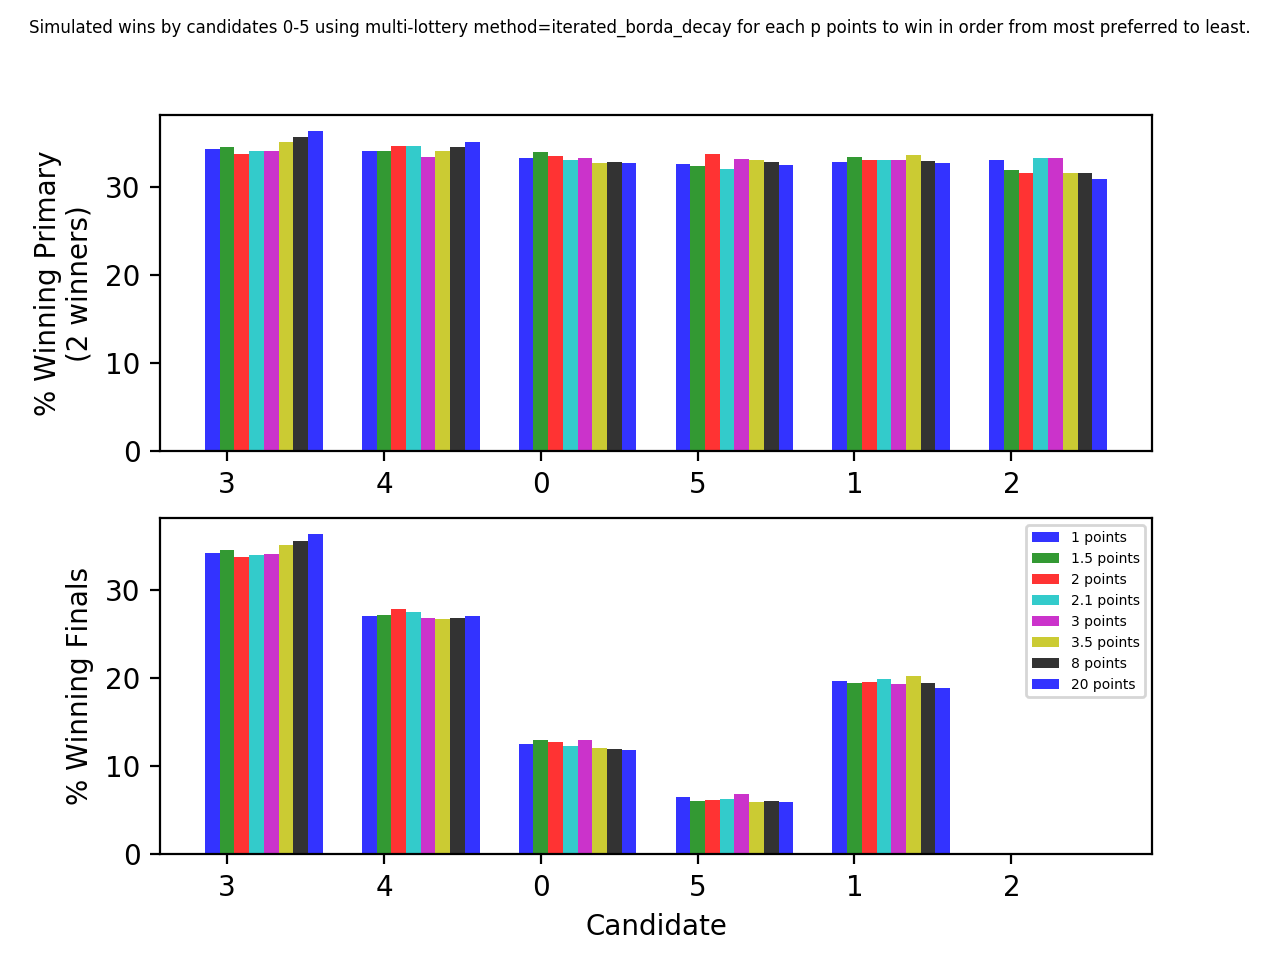 Simulated wins by candidates 0-5 using multi-lottery method=iterated_borda_decay for each p points to win in order from most preferred to least.
% Winning Primary
(2 winners)
30
20
10
0
3 4 0 5 1 2
% Winning Finals
30
20
10
0
1 points
1.5 points
2 points
2.1 points
3 points
3.5 points
8 points
20 points
3 4 0 5 1 2
Candidate